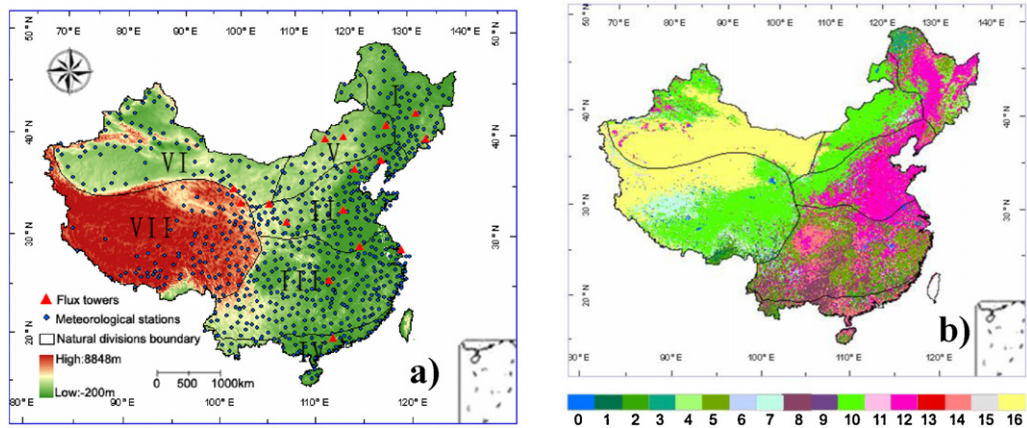 70°E 80°E 90°E 100°E 110°E 120°E 130°E 140°E
50°N
40°N
30°N
20°N
50°N
40°N
30°N
20°N
I
V
VI
II
VII
III
IV
Flux towers
Meteorological stations
Natural divisions boundary
High:8848m
Low:-200m
0 500 1000km
a)
80°E 90°E 100°E 110°E 120°E
70°E 80°E 90°E 100°E 110°E 120°E 130°E 140°E
50°N
40°N
30°N
20°N
50°N
40°N
30°N
20°N
b)
80°E 90°E 100°E 110°E 120°E
0 1 2 3 4 5 6 7 8 9 10 11 12 13 14 15 16